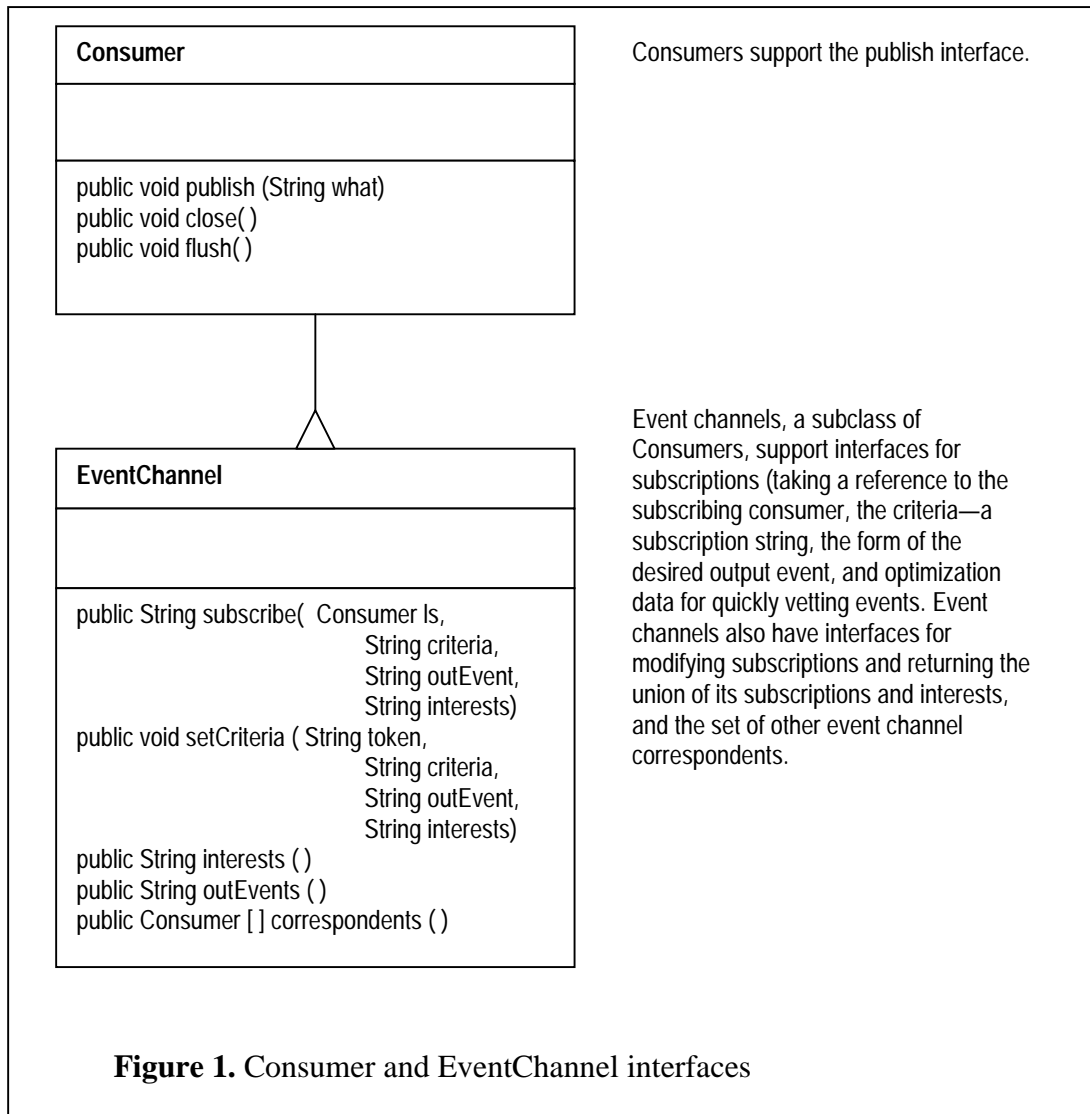 Consumer
Consumers support the publish interface.
public void publish (String what)
public void close( )
public void flush( )
EventChannel
public String subscribe( Consumer ls,
String criteria,
String outEvent,
String interests)
public void setCriteria ( String token,
String criteria,
String outEvent,
String interests)
public String interests ( )
public String outEvents ( )
public Consumer [ ] correspondents ( )
Event channels, a subclass of
Consumers, support interfaces for
subscriptions (taking a reference to the
subscribing consumer, the criteria—a
subscription string, the form of the
desired output event, and optimization
data for quickly vetting events. Event
channels also have interfaces for
modifying subscriptions and returning the
union of its subscriptions and interests,
and the set of other event channel
correspondents.
Figure 1. Consumer and EventChannel interfaces